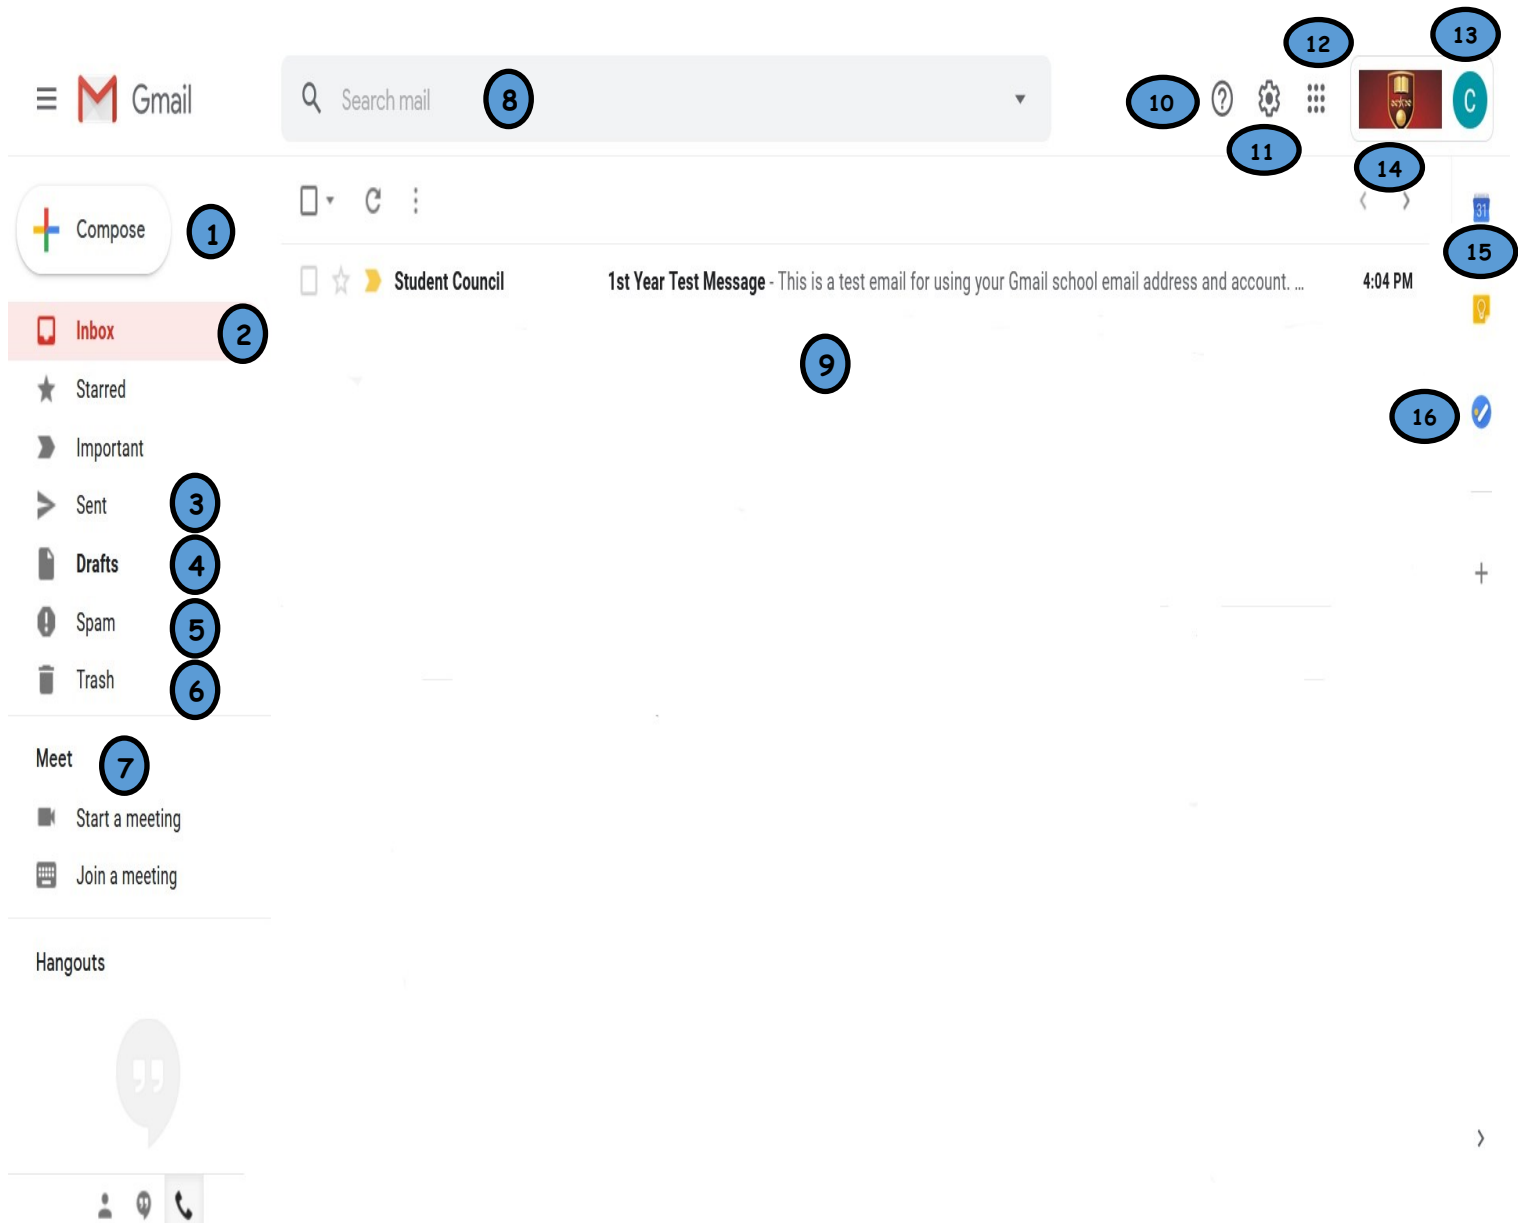 12
13
Gmail
Search mail
8
10
C
11
14
Compose
1
31
15
Student Council 1st Year Test Message - This is a test email for using your Gmail school email address and account. ... 4:04 PM
Inbox
2
9
Starred
16
Important
Sent
3
Drafts
4
Spam
5
Trash
6
Meet
7
Start a meeting
Join a meeting
Hangouts